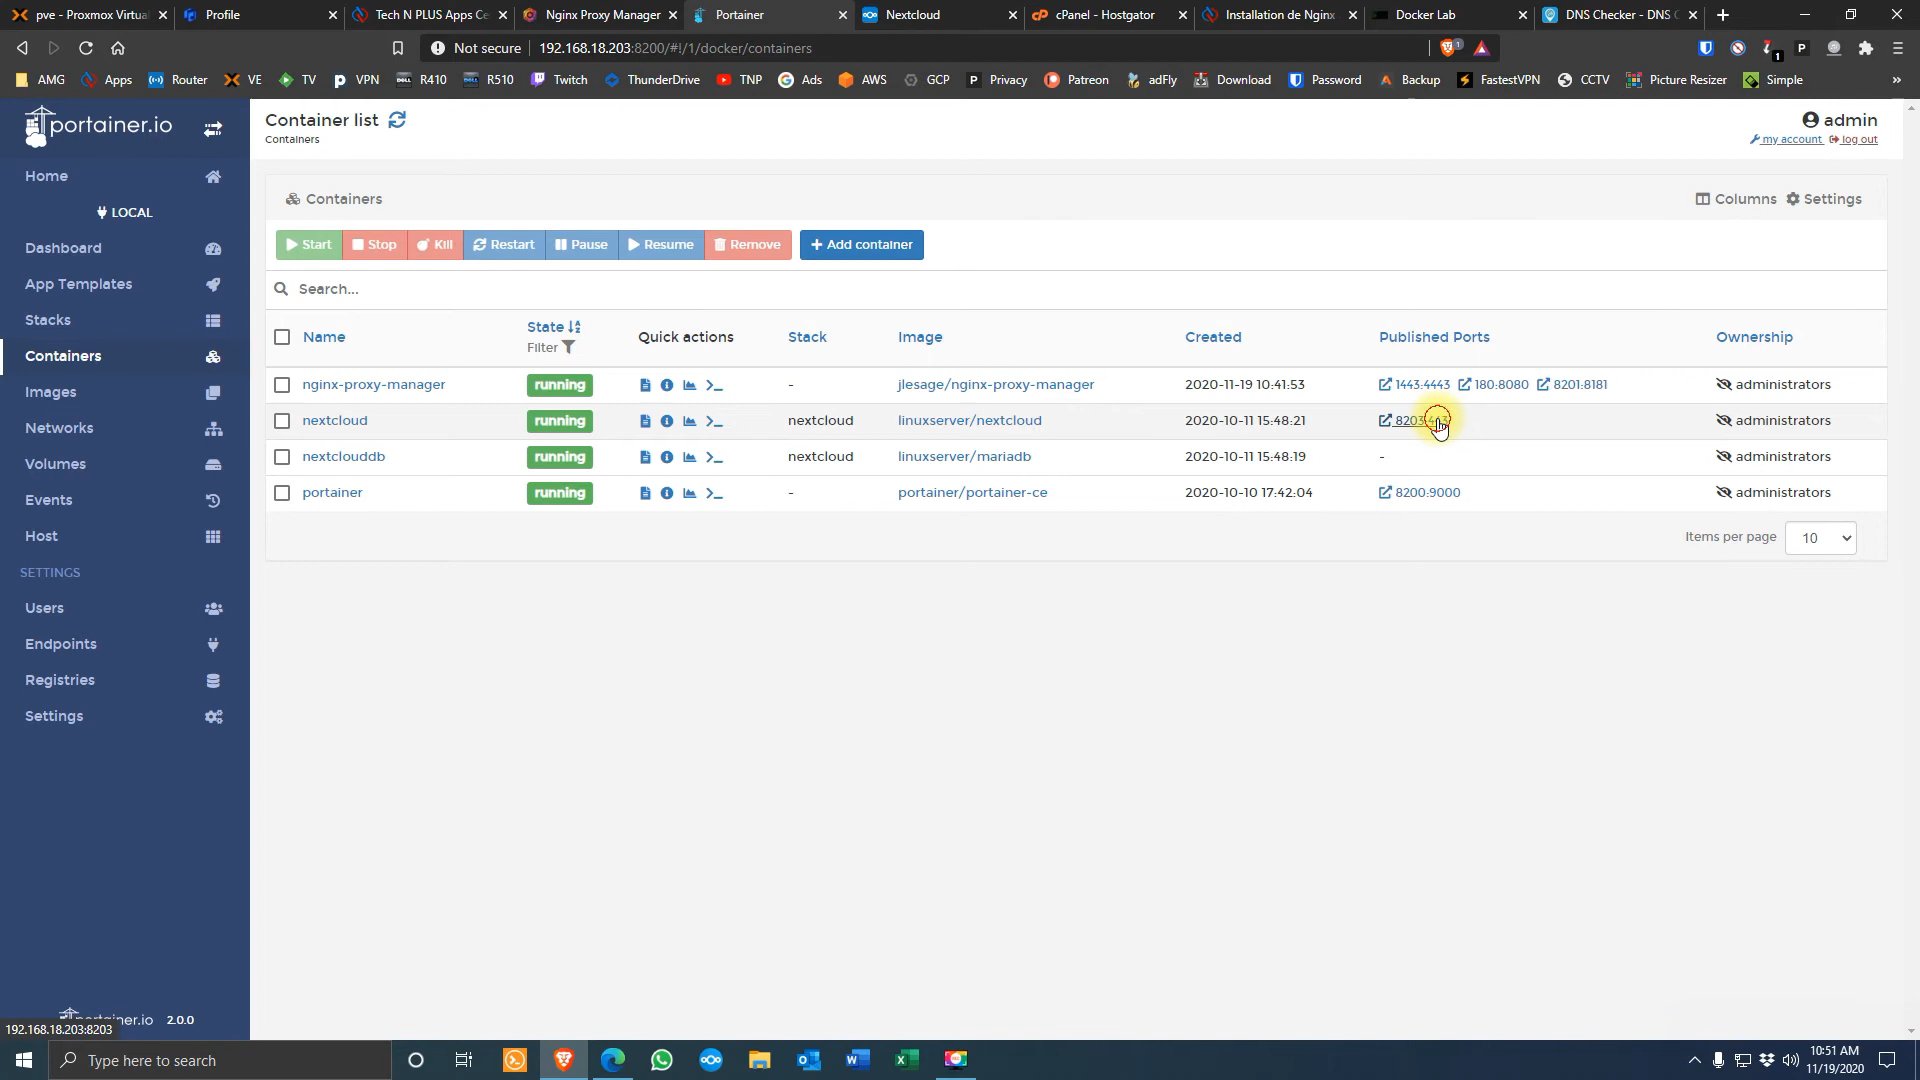 pve - Proxmox Virtual
Profile
Tech N PLUS Apps Ce
Nginx Proxy Manager
Portainer
Nextcloud
cPanel - Hostgator
Installation de Nginx
Docker Lab
DNS Checker - DNS C
Not secure
192.168.18.203:8200/#!/1/docker/containers
AMG
Apps
Router
VE
TV
VPN
R410
R510
Twitch
ThunderDrive
TNP
Ads
AWS
GCP
Privacy
Patreon
adFly
Download
Password
Backup
FastestVPN
CCTV
Picture Resizer
Simple
»
portainer.io
Container list
Containers
admin
my account
log out
Home
LOCAL
Dashboard
App Templates
Stacks
Containers
Images
Networks
Volumes
Events
Host
SETTINGS
Users
Endpoints
Registries
Settings
portainer.io 2.0.0
Containers
Columns
Settings
Start
Stop
Kill
Restart
Pause
Resume
Remove
+ Add container
Search...
Name
State
Filter
Quick actions
Stack
Image
Created
Published Ports
Ownership
nginx-proxy-manager running - jlesage/nginx-proxy-manager 2020-11-19 10:41:53 1443:4443 180:8080 8201:8181 administrators
nextcloud running nextcloud linuxserver/nextcloud 2020-10-11 15:48:21 8203:443 administrators
nextclouddb running nextcloud linuxserver/mariadb 2020-10-11 15:48:19 - administrators
portainer running - portainer/portainer-ce 2020-10-10 17:42:04 8200:9000 administrators
Items per page 10
192.168.18.203:8203
Type here to search
10:51 AM
11/19/2020